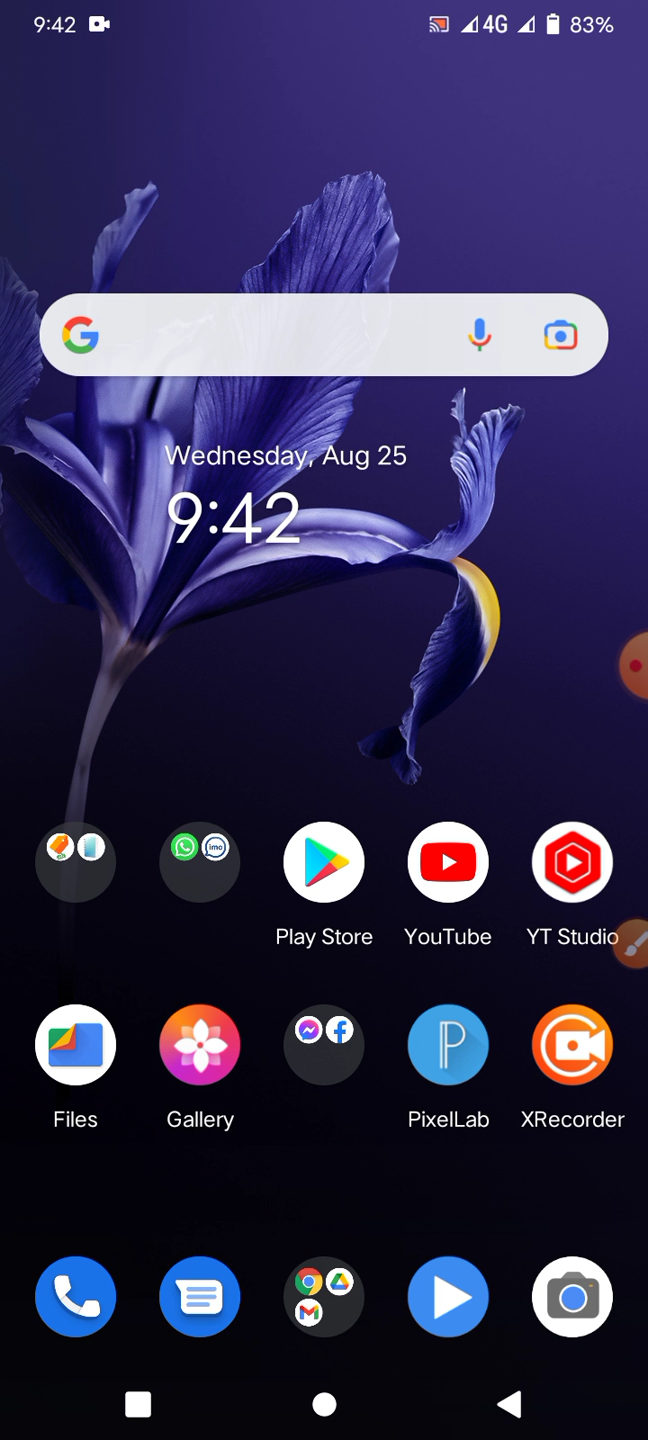 9:42
4G 83%
Wednesday, Aug 25
9:42
Play Store YouTube YT Studio
Files Gallery PixelLab XRecorder